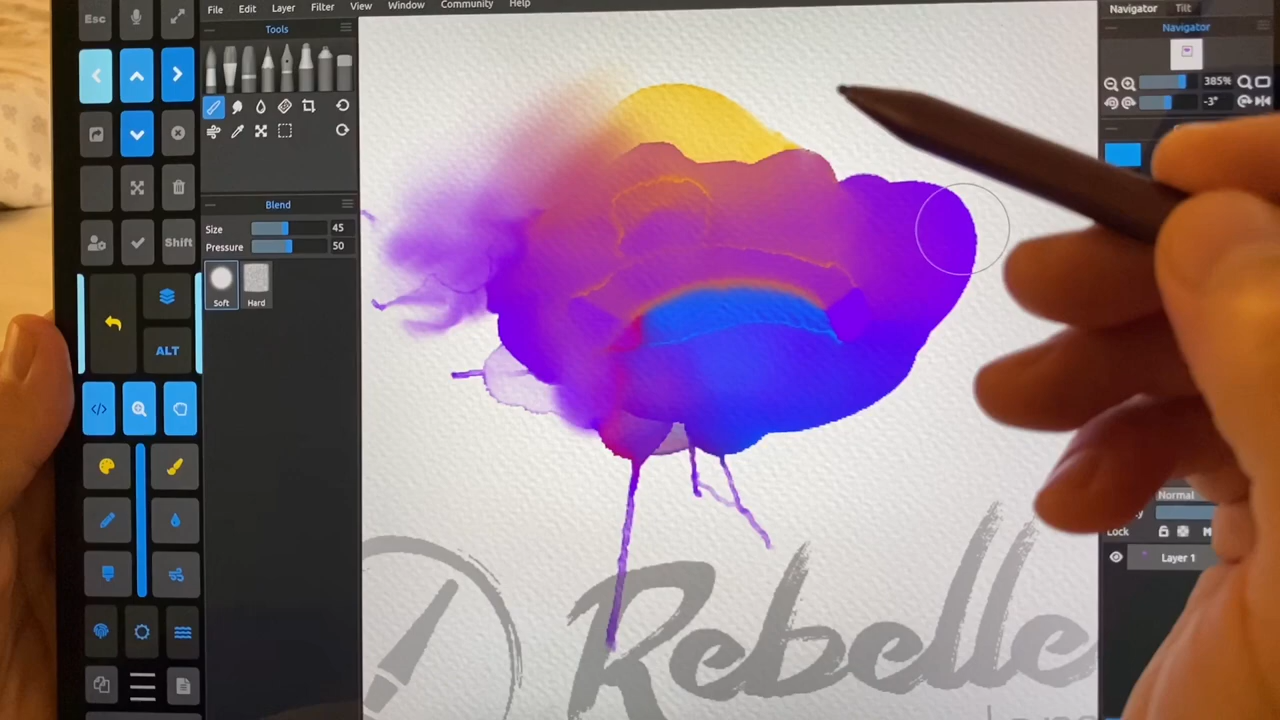 Esc
Shift
ALT
File Edit Layer Filter View Window Community Help
Tools
Blend
Size 45
Pressure 50
Soft Hard
Navigator Tilt
Navigator
385%
-3°
Normal
Lock
Layer 1
Rebelle